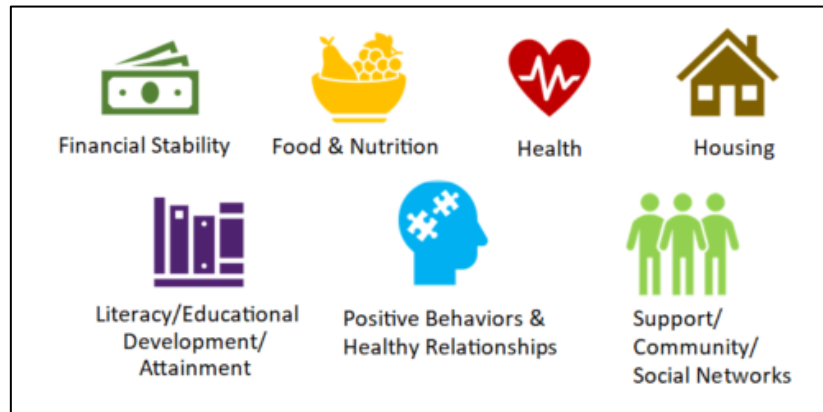 Financial Stability
Food & Nutrition
Health
Housing
Literacy/Educational
Development/
Attainment
Positive Behaviors &
Healthy Relationships
Support/
Community/
Social Networks